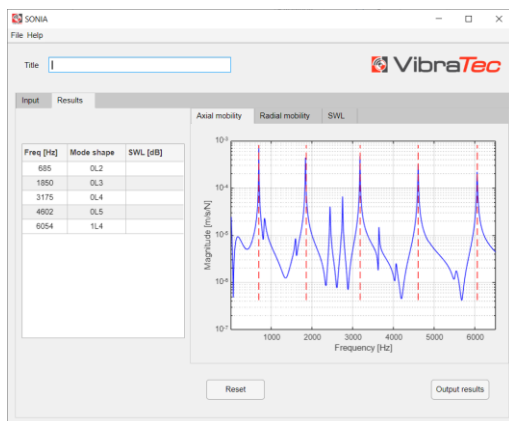 SONIA
File Help
Title
VibraTec
Input Results
Axial mobility Radial mobility SWL
Freq [Hz] Mode shape SWL [dB]
685 0L2
1850 0L3
3175 0L4
4602 0L5
6054 1L4
10-3
10-4
10-5
10-6
10-7
Magnitude [m/s/N]
1000 2000 3000 4000 5000 6000
Frequency [Hz]
Reset Output results